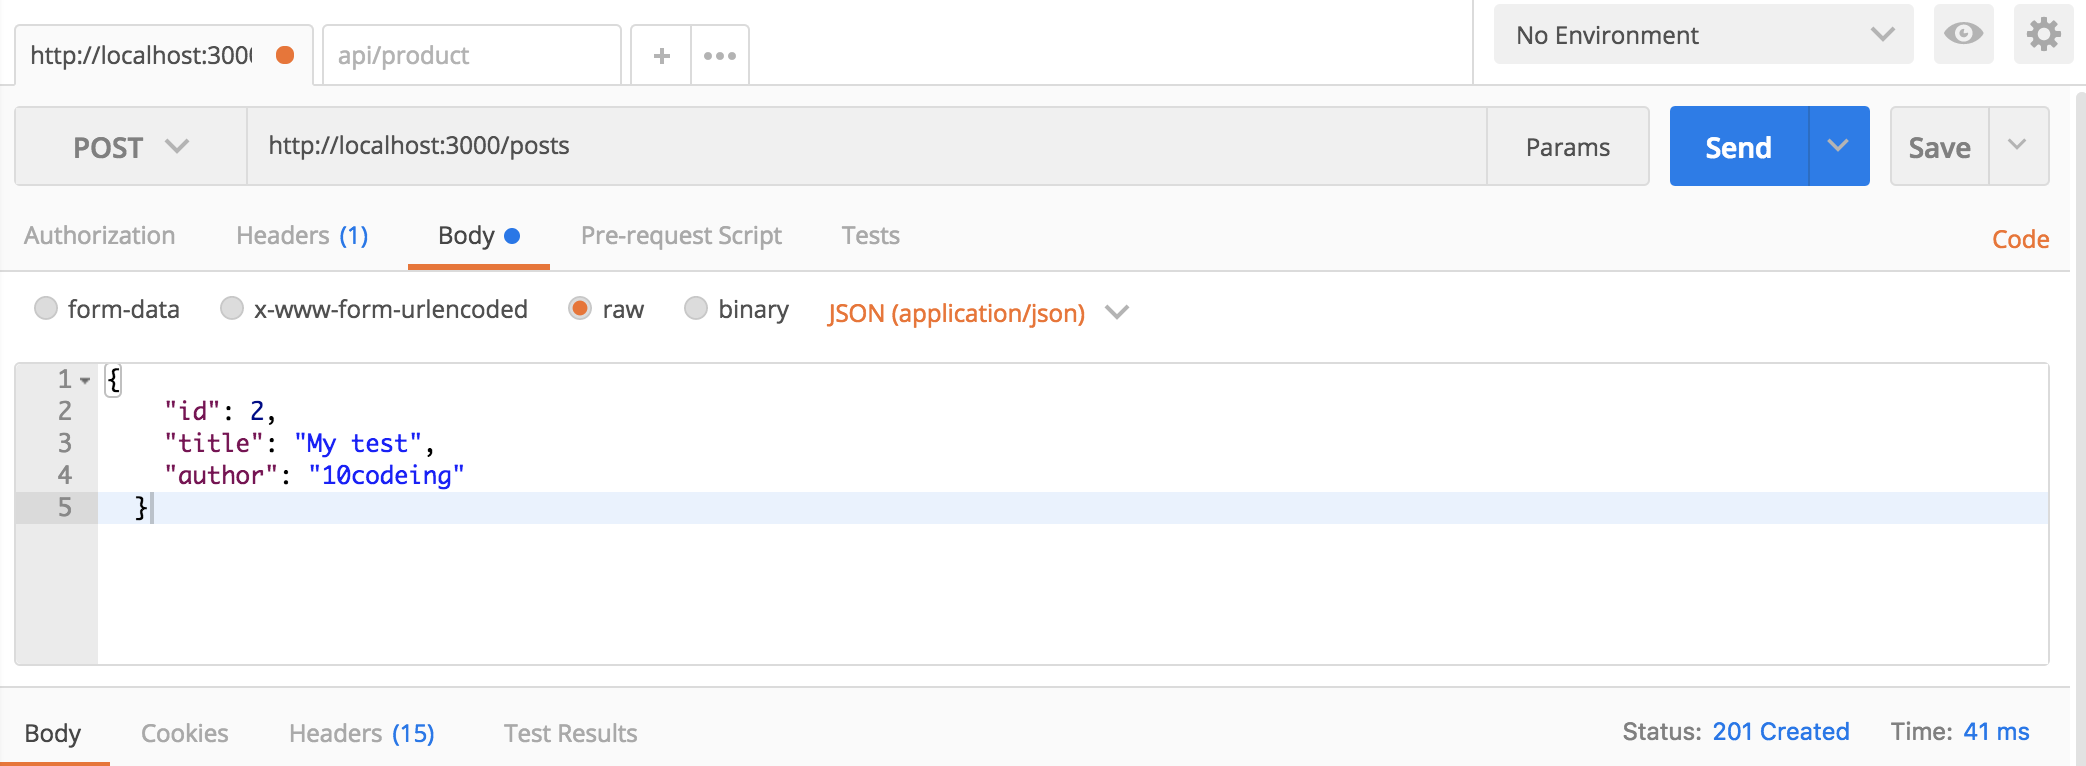 http://localhost:300
api/product
+
No Environment
POST
http://localhost:3000/posts
Params
Send
Save
Authorization
Headers (1)
Body
Pre-request Script
Tests
Code
form-data
x-www-form-urlencoded
raw
binary
JSON (application/json)
1 {
2 "id": 2,
3 "title": "My test",
4 "author": "10codeing"
5 }
Body
Cookies
Headers (15)
Test Results
Status: 201 Created
Time: 41 ms